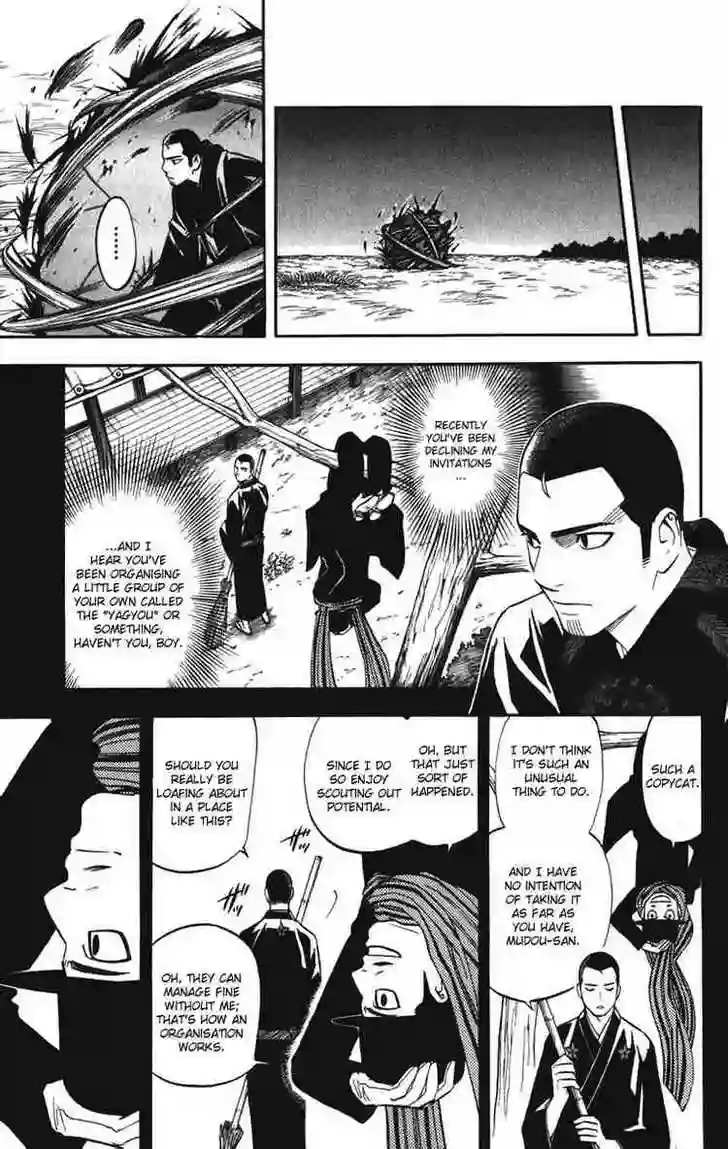 ......
RECENTLY
YOU'VE BEEN
DECLINING MY
INVITATIONS
...
...AND I
HEAR YOU'VE
BEEN ORGANISING
A LITTLE GROUP OF
YOUR OWN CALLED
THE "YAGYOU" OR
SOMETHING,
HAVEN'T YOU, BOY.
SUCH A
COPYCAT.
I DON'T THINK
IT'S SUCH AN
UNUSUAL
THING TO DO.
AND I HAVE
NO INTENTION
OF TAKING IT
AS FAR AS
YOU HAVE,
MUDOU-SAN.
OH, BUT
THAT JUST
SORT OF
HAPPENED.
SINCE I DO
SO ENJOY
SCOUTING OUT
POTENTIAL.
SHOULD YOU
REALLY BE
LOAFING ABOUT
IN A PLACE
LIKE THIS?
OH, THEY CAN
MANAGE FINE
WITHOUT ME;
THAT'S HOW AN
ORGANISATION
WORKS.